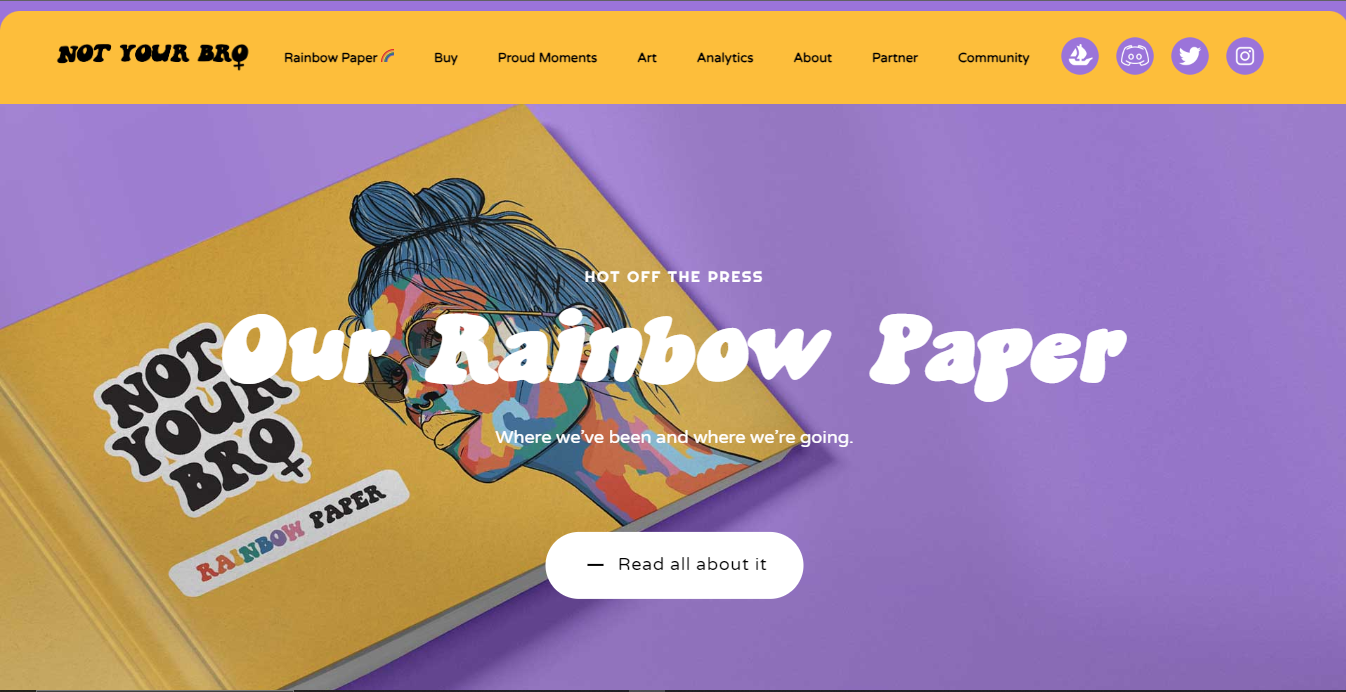 NOT YOUR BRO
Rainbow Paper 🌈 Buy Proud Moments Art Analytics About Partner Community
HOT OFF THE PRESS
Our Rainbow Paper
Where we’ve been and where we’re going.
NOT
YOUR
BRO
RAINBOW PAPER
— Read all about it